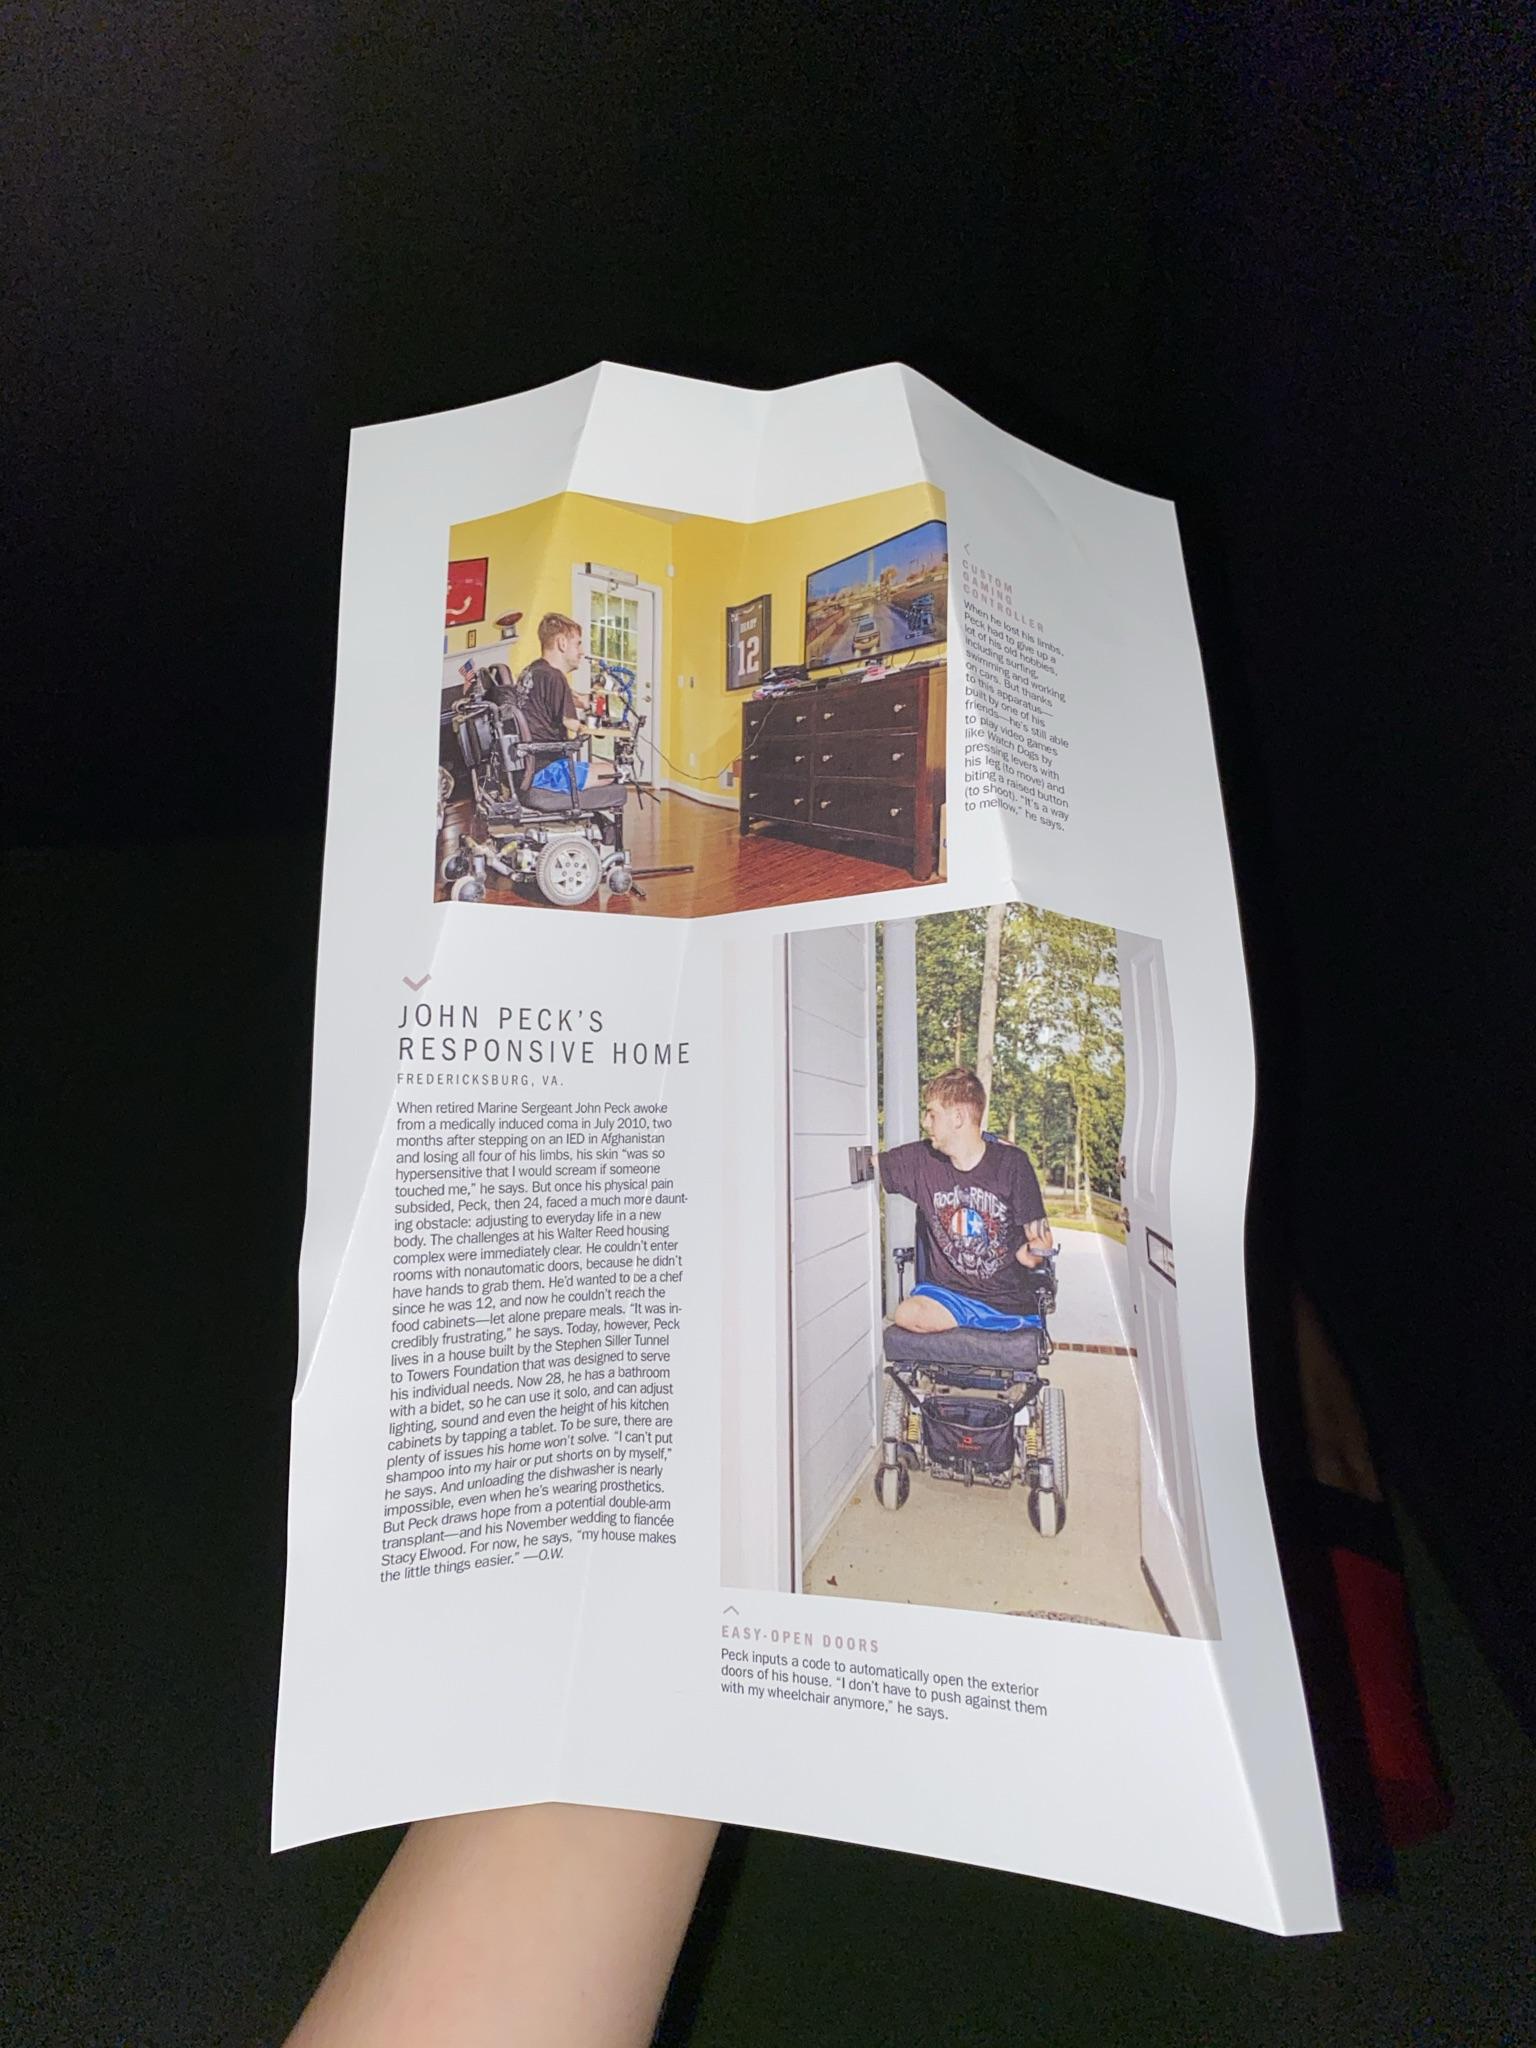 CUSTOM
GAMING
CONTROLLER
When he lost his limbs,
Peck had to give up a
lot of his old hobbies,
including surfing,
swimming and working
on cars. But thanks
to this apparatus—
built by one of his
friends—he's still able
to play video games
like Watch Dogs by
pressing levers with
his leg (to move) and
biting a raised button
(to shoot). "It's a way
to mellow," he says.
12
JOHN PECK'S
RESPONSIVE HOME
FREDERICKSBURG, VA.
When retired Marine Sergeant John Peck awoke
from a medically induced coma in July 2010, two
months after stepping on an IED in Afghanistan
and losing all four of his limbs, his skin "was so
hypersensitive that I would scream if someone
touched me," he says. But once his physical pain
subsided, Peck, then 24, faced a much more daunt-
ing obstacle: adjusting to everyday life in a new
body. The challenges at his Walter Reed housing
complex were immediately clear. He couldn't enter
rooms with nonautomatic doors, because he didn't
have hands to grab them. He'd wanted to be a chef
since he was 12, and now he couldn't reach the
food cabinets—let alone prepare meals. "It was in-
credibly frustrating," he says. Today, however, Peck
lives in a house built by the Stephen Siller Tunnel
to Towers Foundation that was designed to serve
his individual needs. Now 28, he has a bathroom
with a bidet, so he can use it solo, and can adjust
lighting, sound and even the height of his kitchen
cabinets by tapping a tablet. To be sure, there are
plenty of issues his home won't solve. "I can't put
shampoo into my hair or put shorts on by myself,"
he says. And unloading the dishwasher is nearly
impossible, even when he's wearing prosthetics.
But Peck draws hope from a potential double-arm
transplant—and his November wedding to fiancée
Stacy Elwood. For now, he says, "my house makes
the little things easier." —O.W.
ROCK RANGE
EASY-OPEN DOORS
Peck inputs a code to automatically open the exterior
doors of his house. "I don't have to push against them
with my wheelchair anymore," he says.